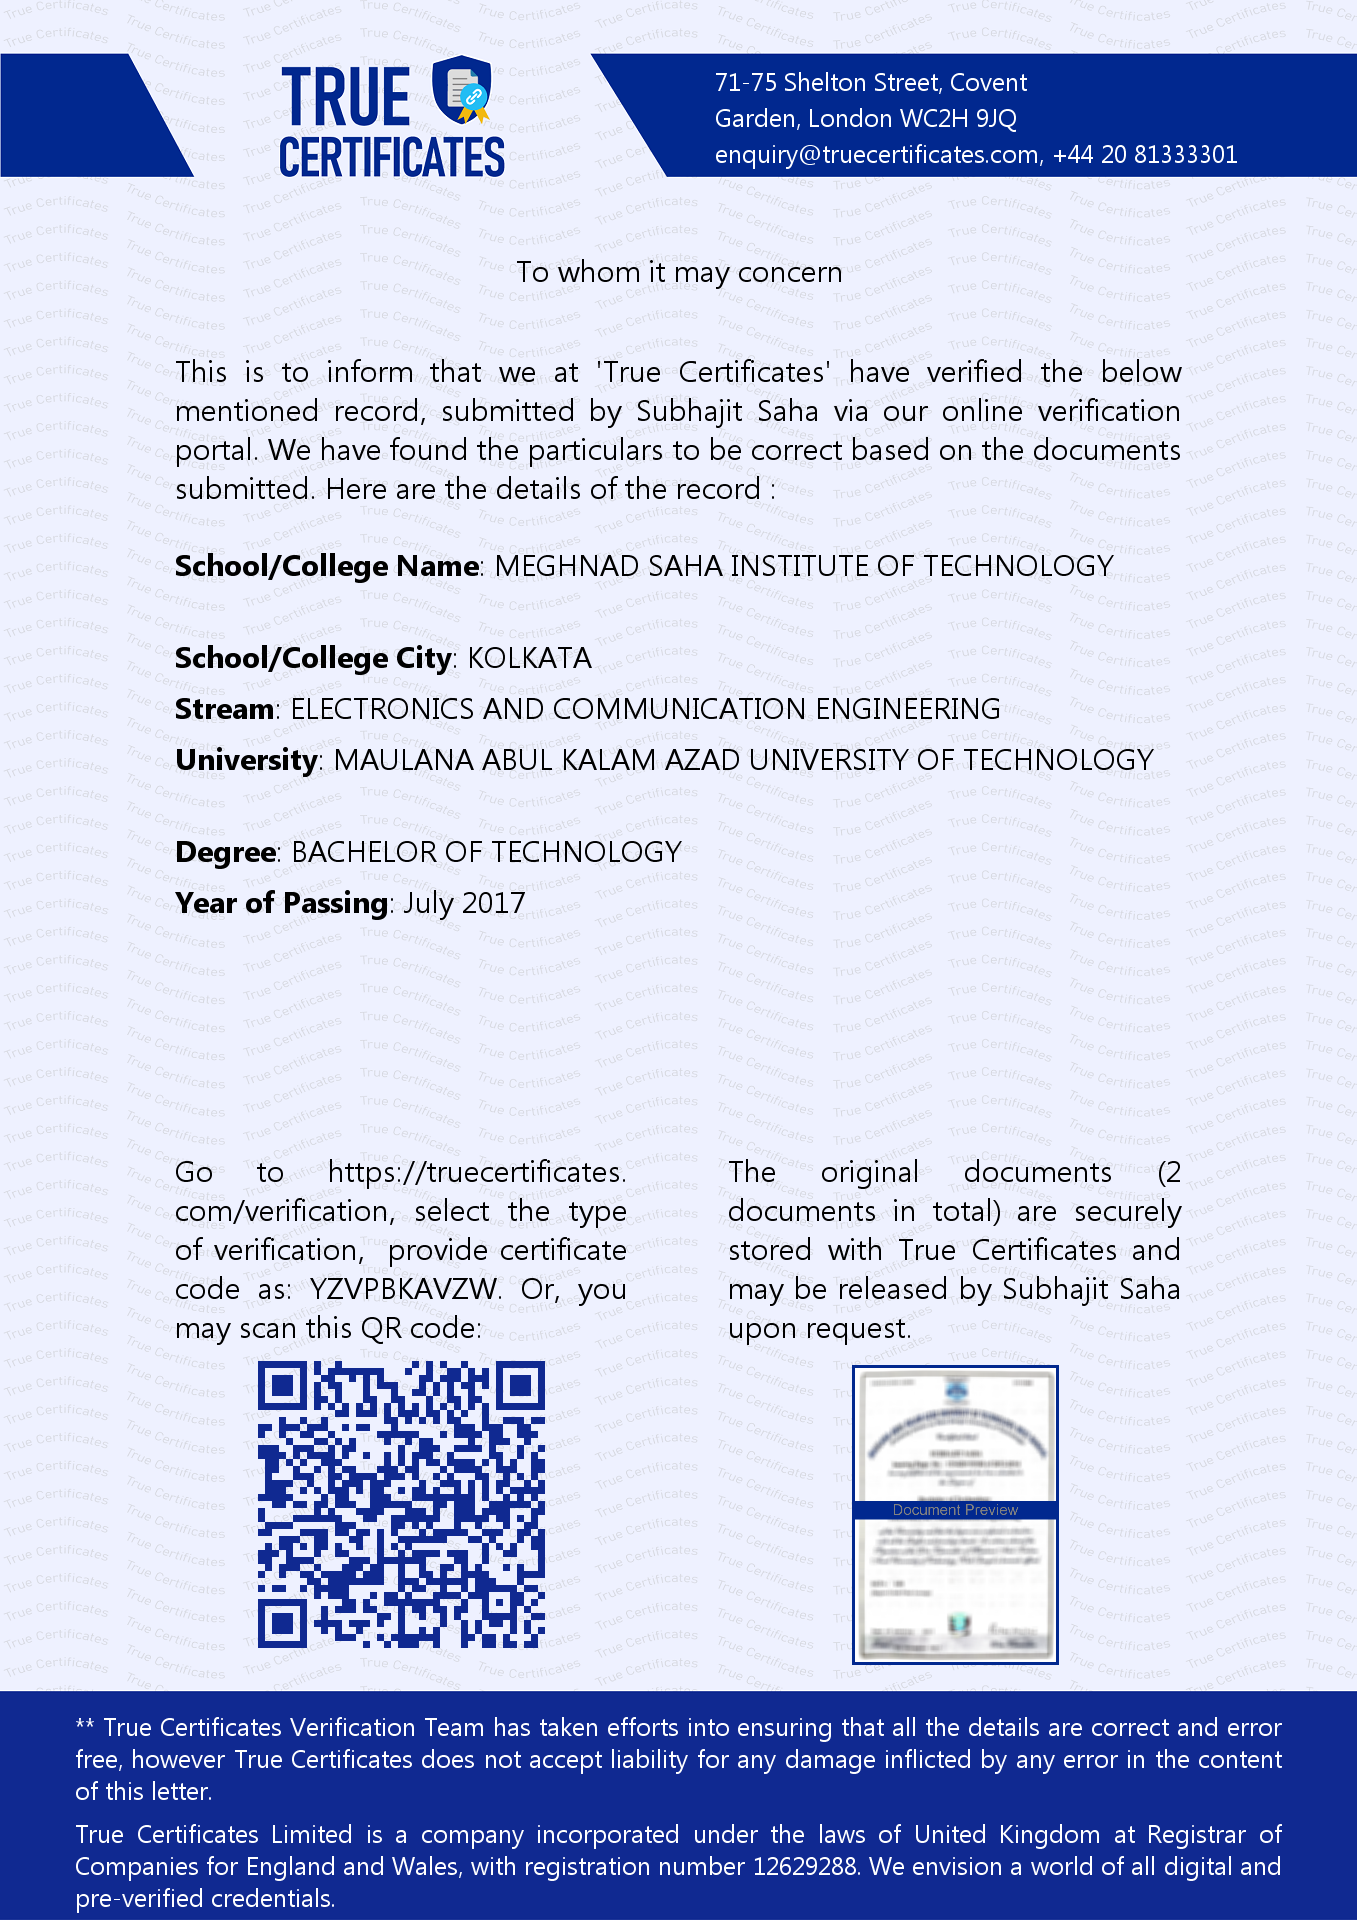 TRUE
CERTIFICATES
71-75 Shelton Street, Covent
Garden, London WC2H 9JQ
enquiry@truecertificates.com, +44 20 81333301
To whom it may concern
This is to inform that we at 'True Certificates' have verified the below
mentioned record, submitted by Subhajit Saha via our online verification
portal. We have found the particulars to be correct based on the documents
submitted. Here are the details of the record :
School/College Name: MEGHNAD SAHA INSTITUTE OF TECHNOLOGY
School/College City: KOLKATA
Stream: ELECTRONICS AND COMMUNICATION ENGINEERING
University: MAULANA ABUL KALAM AZAD UNIVERSITY OF TECHNOLOGY
Degree: BACHELOR OF TECHNOLOGY
Year of Passing: July 2017
Go to https://truecertificates.
com/verification, select the type
of verification, provide certificate
code as: YZVPBKAVZW. Or, you
may scan this QR code:
The original documents (2
documents in total) are securely
stored with True Certificates and
may be released by Subhajit Saha
upon request.
Document Preview
** True Certificates Verification Team has taken efforts into ensuring that all the details are correct and error
free, however True Certificates does not accept liability for any damage inflicted by any error in the content
of this letter.
True Certificates Limited is a company incorporated under the laws of United Kingdom at Registrar of
Companies for England and Wales, with registration number 12629288. We envision a world of all digital and
pre-verified credentials.